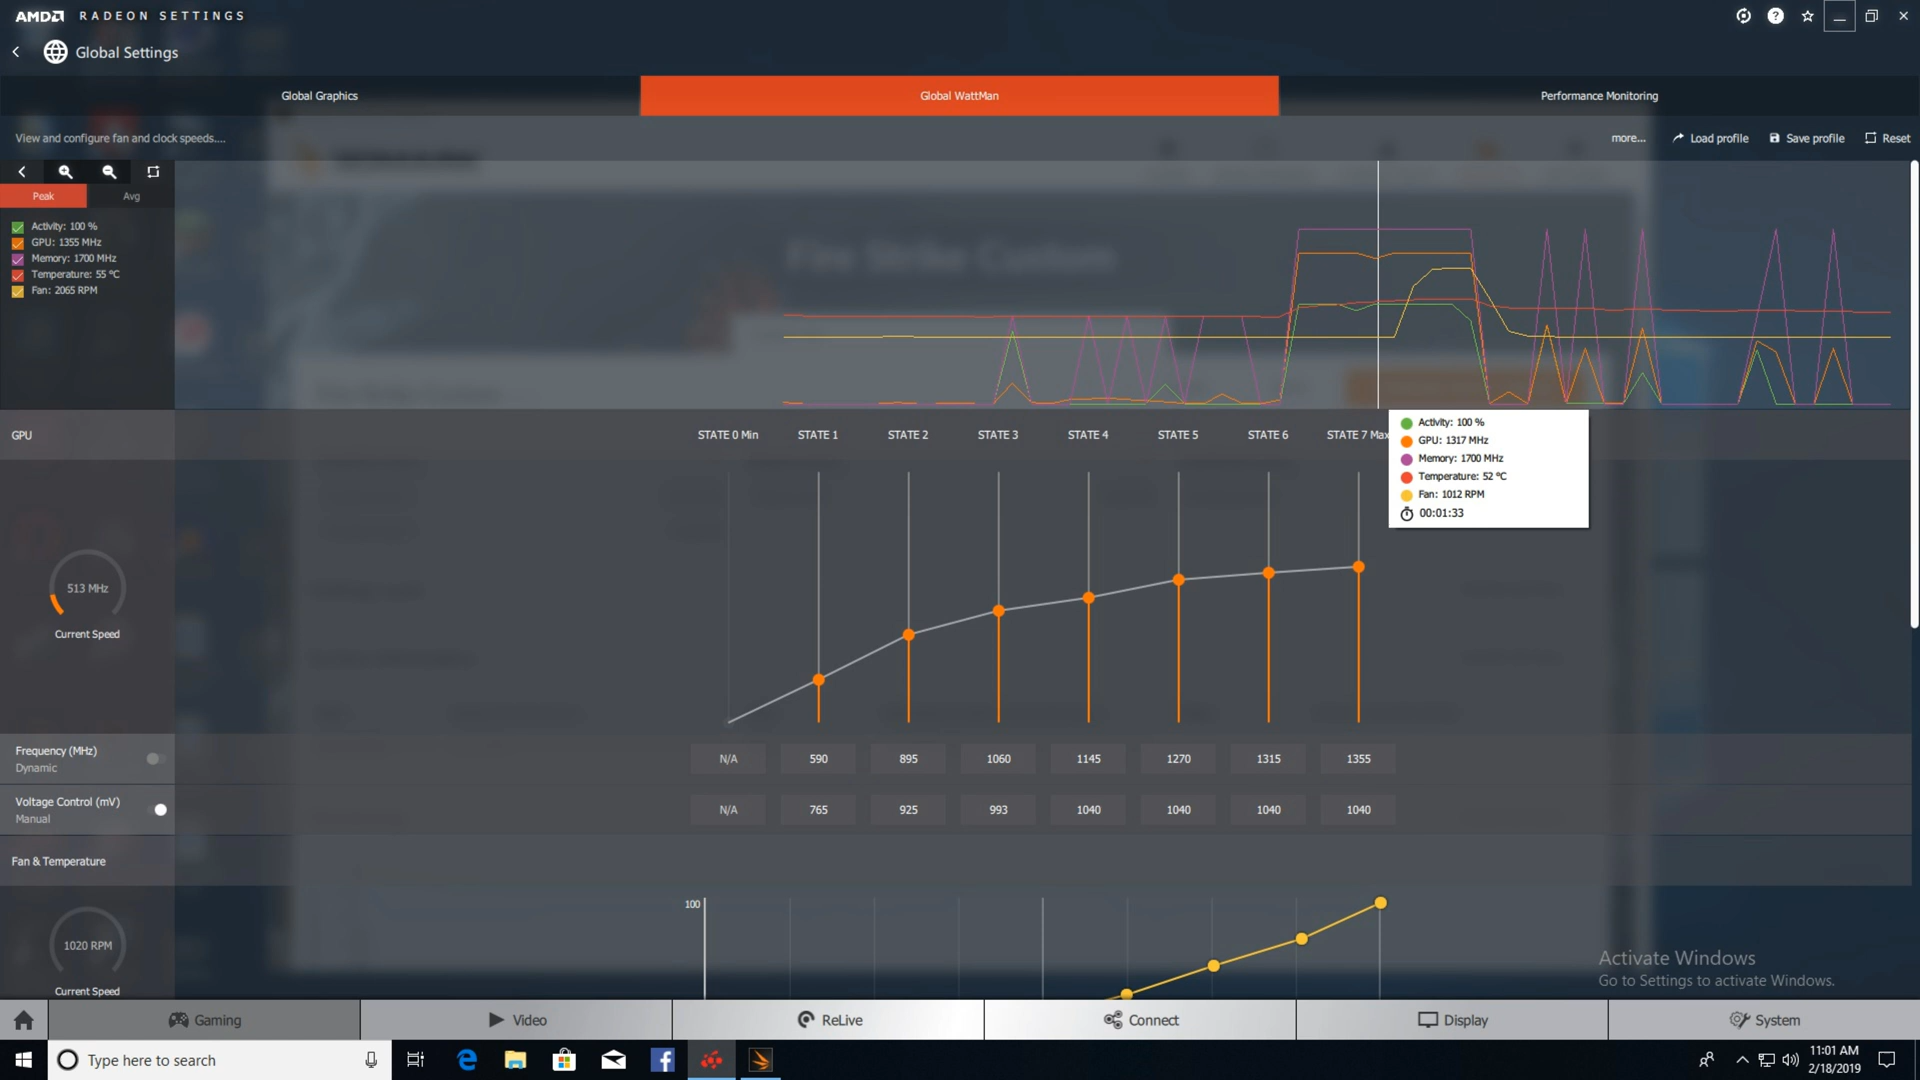 AMD RADEON SETTINGS
Global Settings
Global Graphics
Global WattMan
Performance Monitoring
View and configure fan and clock speeds....
more...
Load profile
Save profile
Reset
Peak
Avg
Activity: 100 %
GPU: 1355 MHz
Memory: 1700 MHz
Temperature: 55 °C
Fan: 2065 RPM
Fire Strike Custom
GPU
STATE 0 Min
STATE 1
STATE 2
STATE 3
STATE 4
STATE 5
STATE 6
STATE 7 Max
Activity: 100 %
GPU: 1317 MHz
Memory: 1700 MHz
Temperature: 52 °C
Fan: 1012 RPM
00:01:33
513 MHz
Current Speed
Frequency (MHz)
Dynamic
N/A 590 895 1060 1145 1270 1315 1355
Voltage Control (mV)
Manual
N/A 765 925 993 1040 1040 1040 1040
Fan & Temperature
100
1020 RPM
Current Speed
Activate Windows
Go to Settings to activate Windows.
Gaming
Video
ReLive
Connect
Display
System
Type here to search
11:01 AM
2/18/2019